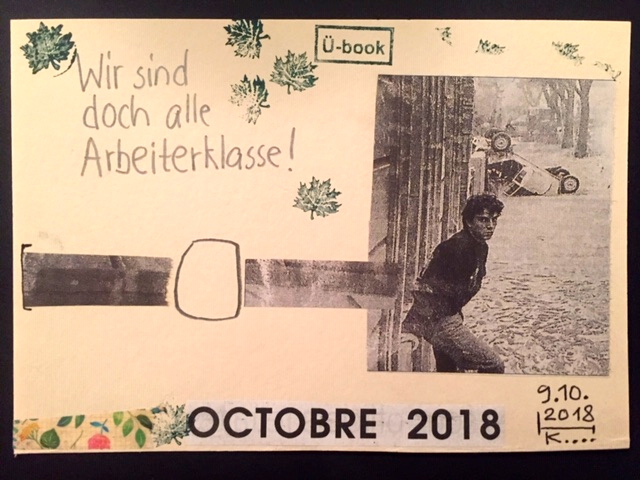 Ü-book
Wir sind
doch alle
Arbeiterklasse!
OCTOBRE 2018
9.10.
2018
K....